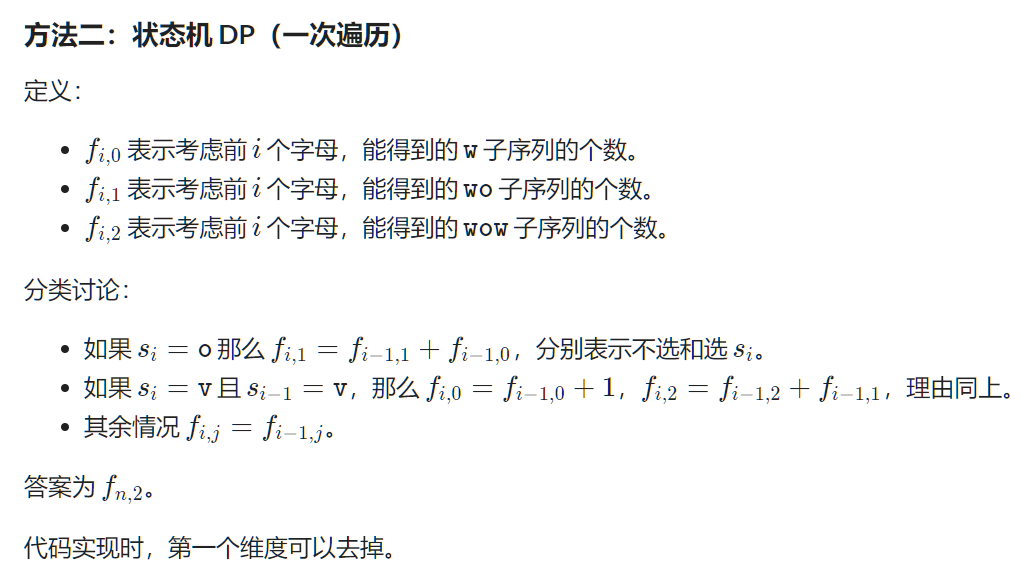 方法二：状态机 DP（一次遍历）
定义：
• f_{i,0} 表示考虑前 i 个字母，能得到的 w 子序列的个数。
• f_{i,1} 表示考虑前 i 个字母，能得到的 wo 子序列的个数。
• f_{i,2} 表示考虑前 i 个字母，能得到的 wow 子序列的个数。
分类讨论：
• 如果 s_i = o 那么 f_{i,1} = f_{i-1,1} + f_{i-1,0}，分别表示不选和选 s_i。
• 如果 s_i = v 且 s_{i-1} = v，那么 f_{i,0} = f_{i-1,0} + 1，f_{i,2} = f_{i-1,2} + f_{i-1,1}，理由同上。
• 其余情况 f_{i,j} = f_{i-1,j}。
答案为 f_{n,2}。
代码实现时，第一个维度可以去掉。